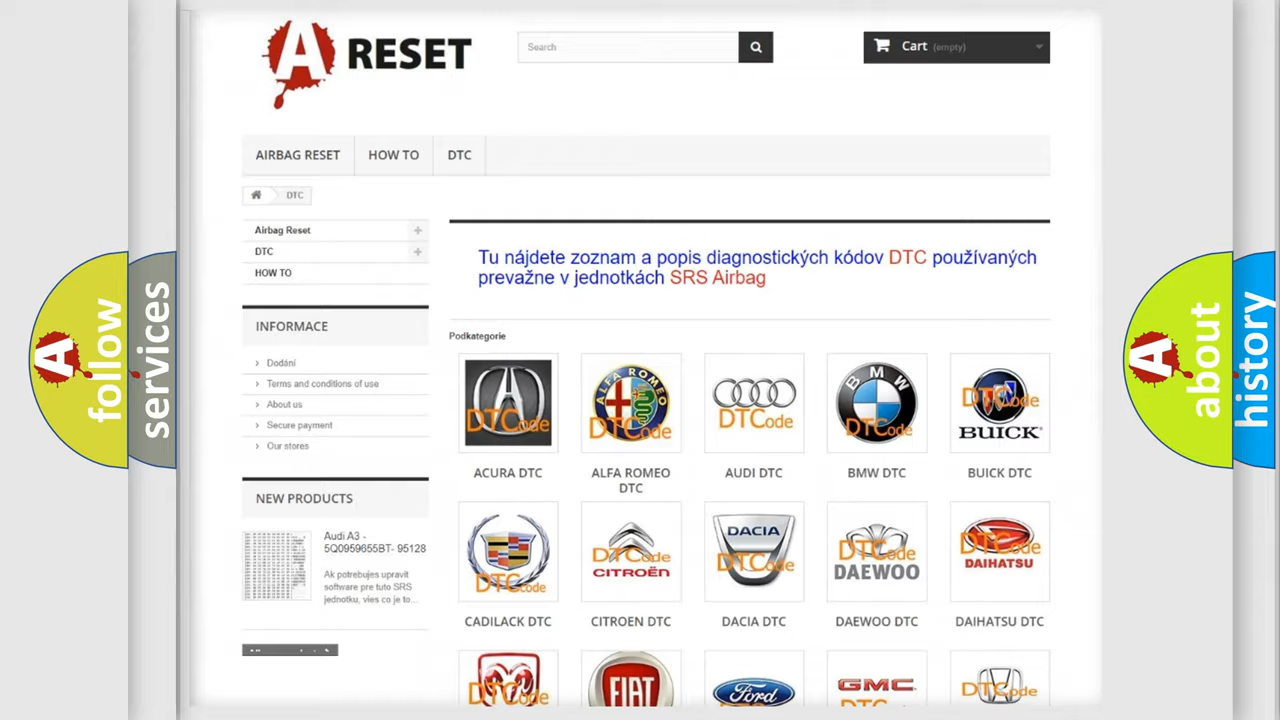 A RESET
Search
Cart (empty)
AIRBAG RESET
HOW TO
DTC
DTC
Airbag Reset
DTC
HOW TO
INFORMACE
Dodání
Terms and conditions of use
About us
Secure payment
Our stores
NEW PRODUCTS
Audi A3 -
5Q0959655BT- 95128
Ak potrebujes upravit
software pre tuto SRS
jednotku, vies co je to...
Tu nájdete zoznam a popis diagnostických kódov DTC používaných
prevažne v jednotkách SRS Airbag
Podkategorie
DTCode
ALFA ROMEO
DTCode
DTCode
BMW
DTCode
DTCode
BUICK
ACURA DTC
ALFA ROMEO
DTC
AUDI DTC
BMW DTC
BUICK DTC
DTCode
DTCode
CITROËN
DACIA
DTCode
DTCode
DAEWOO
DTCode
DAIHATSU
CADILACK DTC
CITROEN DTC
DACIA DTC
DAEWOO DTC
DAIHATSU DTC
DTCode
FIAT
Ford
GMC
DTCode
A follow
services
A about
history